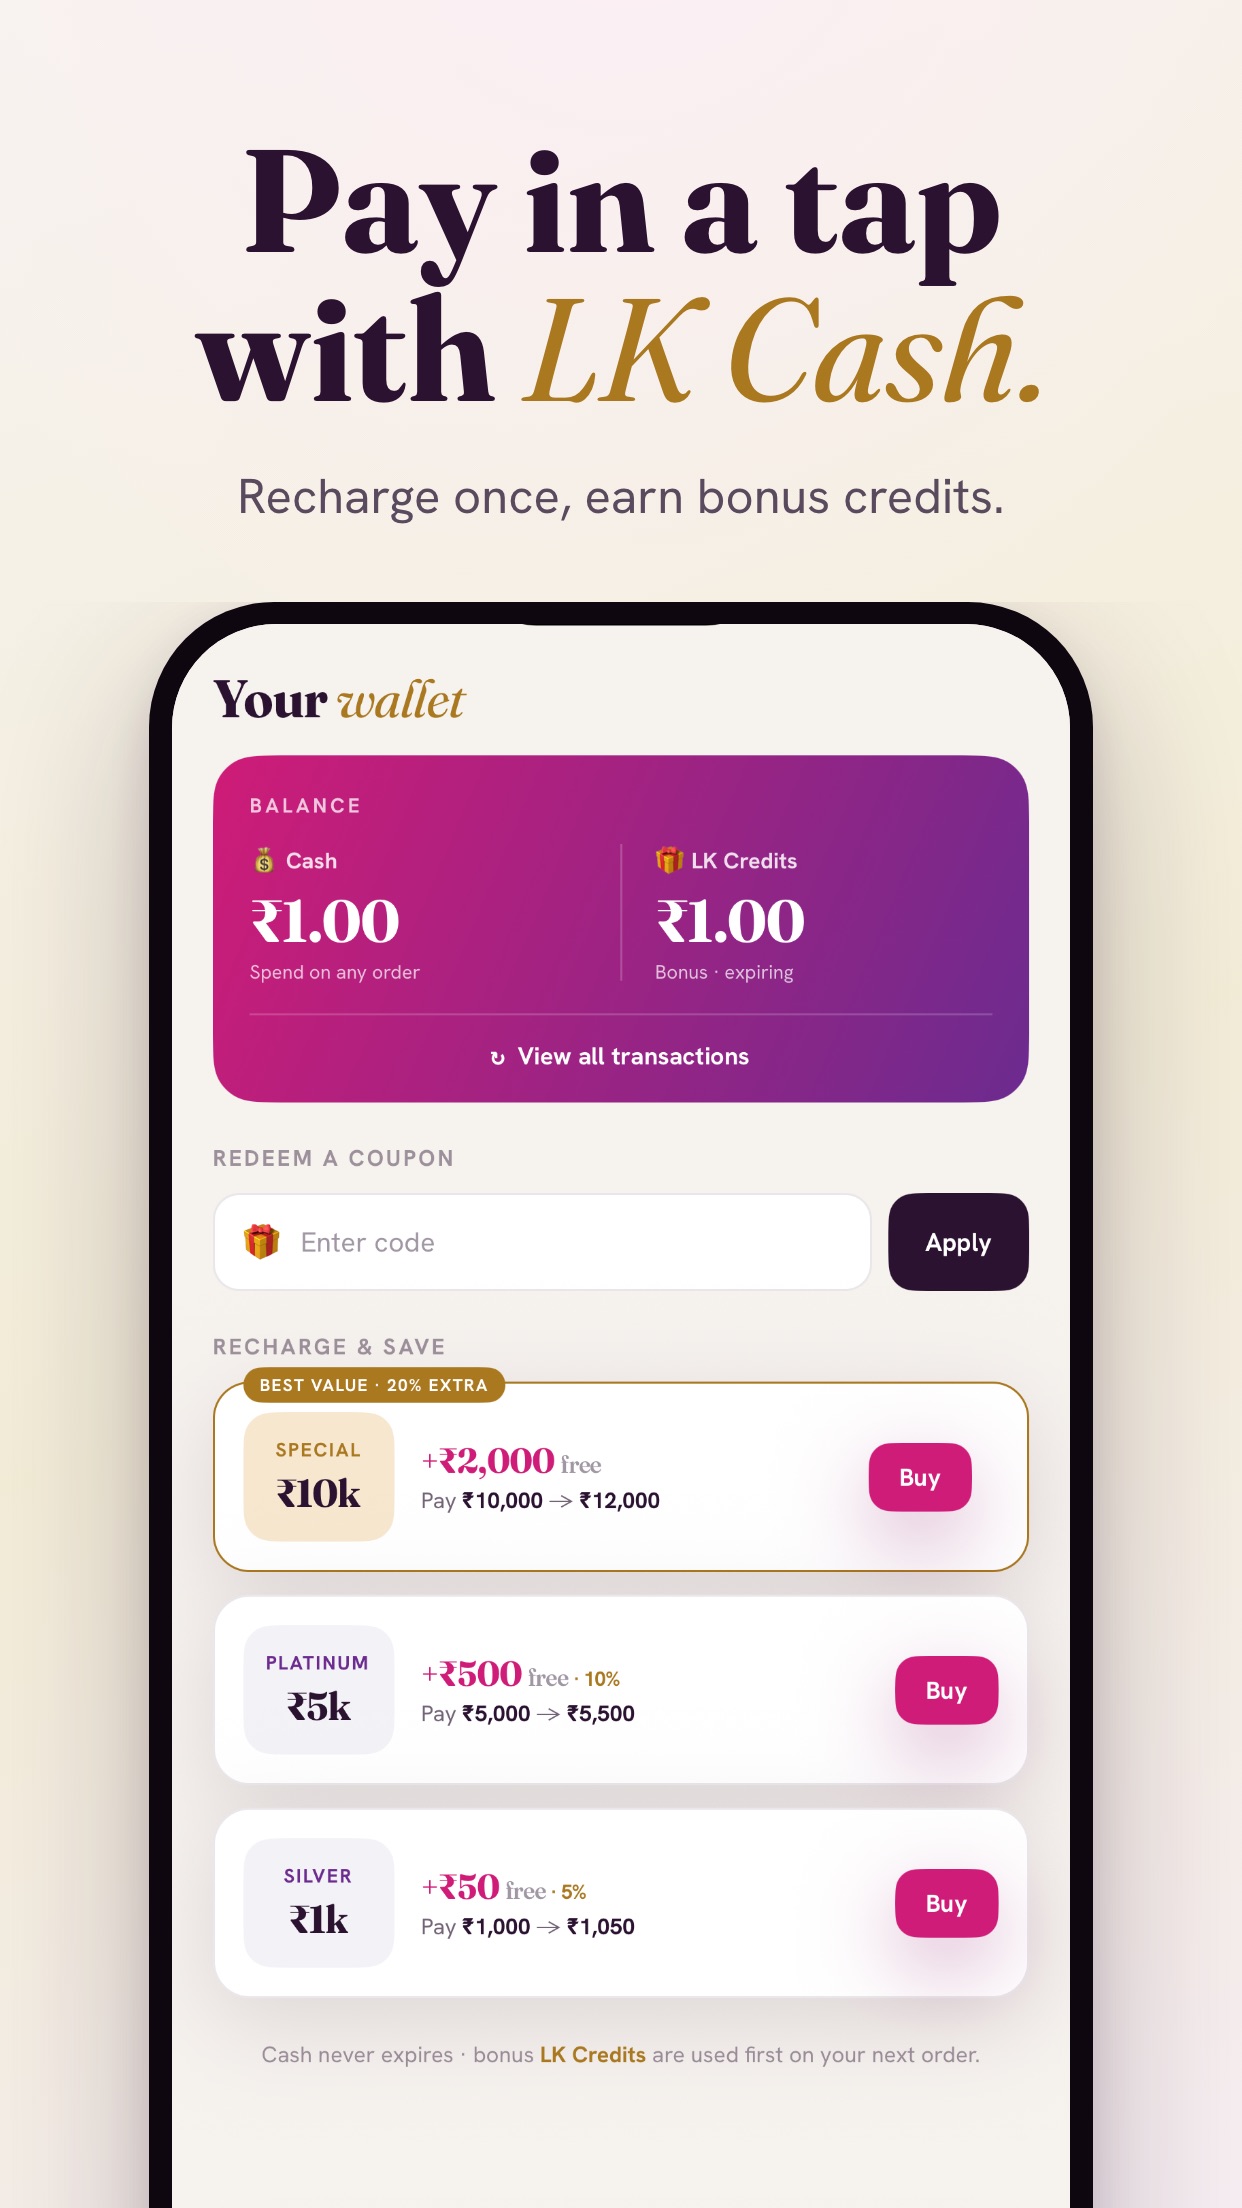 Pay in a tap
with LK Cash.
Recharge once, earn bonus credits.
Your wallet
BALANCE
💰 Cash
₹1.00
Spend on any order
🎁 LK Credits
₹1.00
Bonus · expiring
↻ View all transactions
REDEEM A COUPON
🎁 Enter code
Apply
RECHARGE & SAVE
BEST VALUE · 20% EXTRA
SPECIAL
₹10k
+₹2,000 free
Pay ₹10,000 → ₹12,000
Buy
PLATINUM
₹5k
+₹500 free · 10%
Pay ₹5,000 → ₹5,500
Buy
SILVER
₹1k
+₹50 free · 5%
Pay ₹1,000 → ₹1,050
Buy
Cash never expires · bonus LK Credits are used first on your next order.